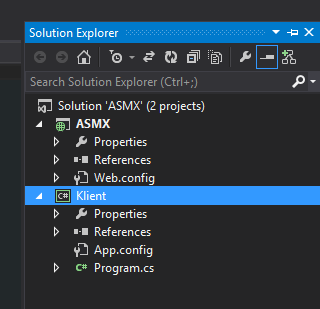 Solution Explorer
Search Solution Explorer (Ctrl+;)
Solution 'ASMX' (2 projects)
ASMX
Properties
References
Web.config
C# Klient
Properties
References
App.config
C# Program.cs